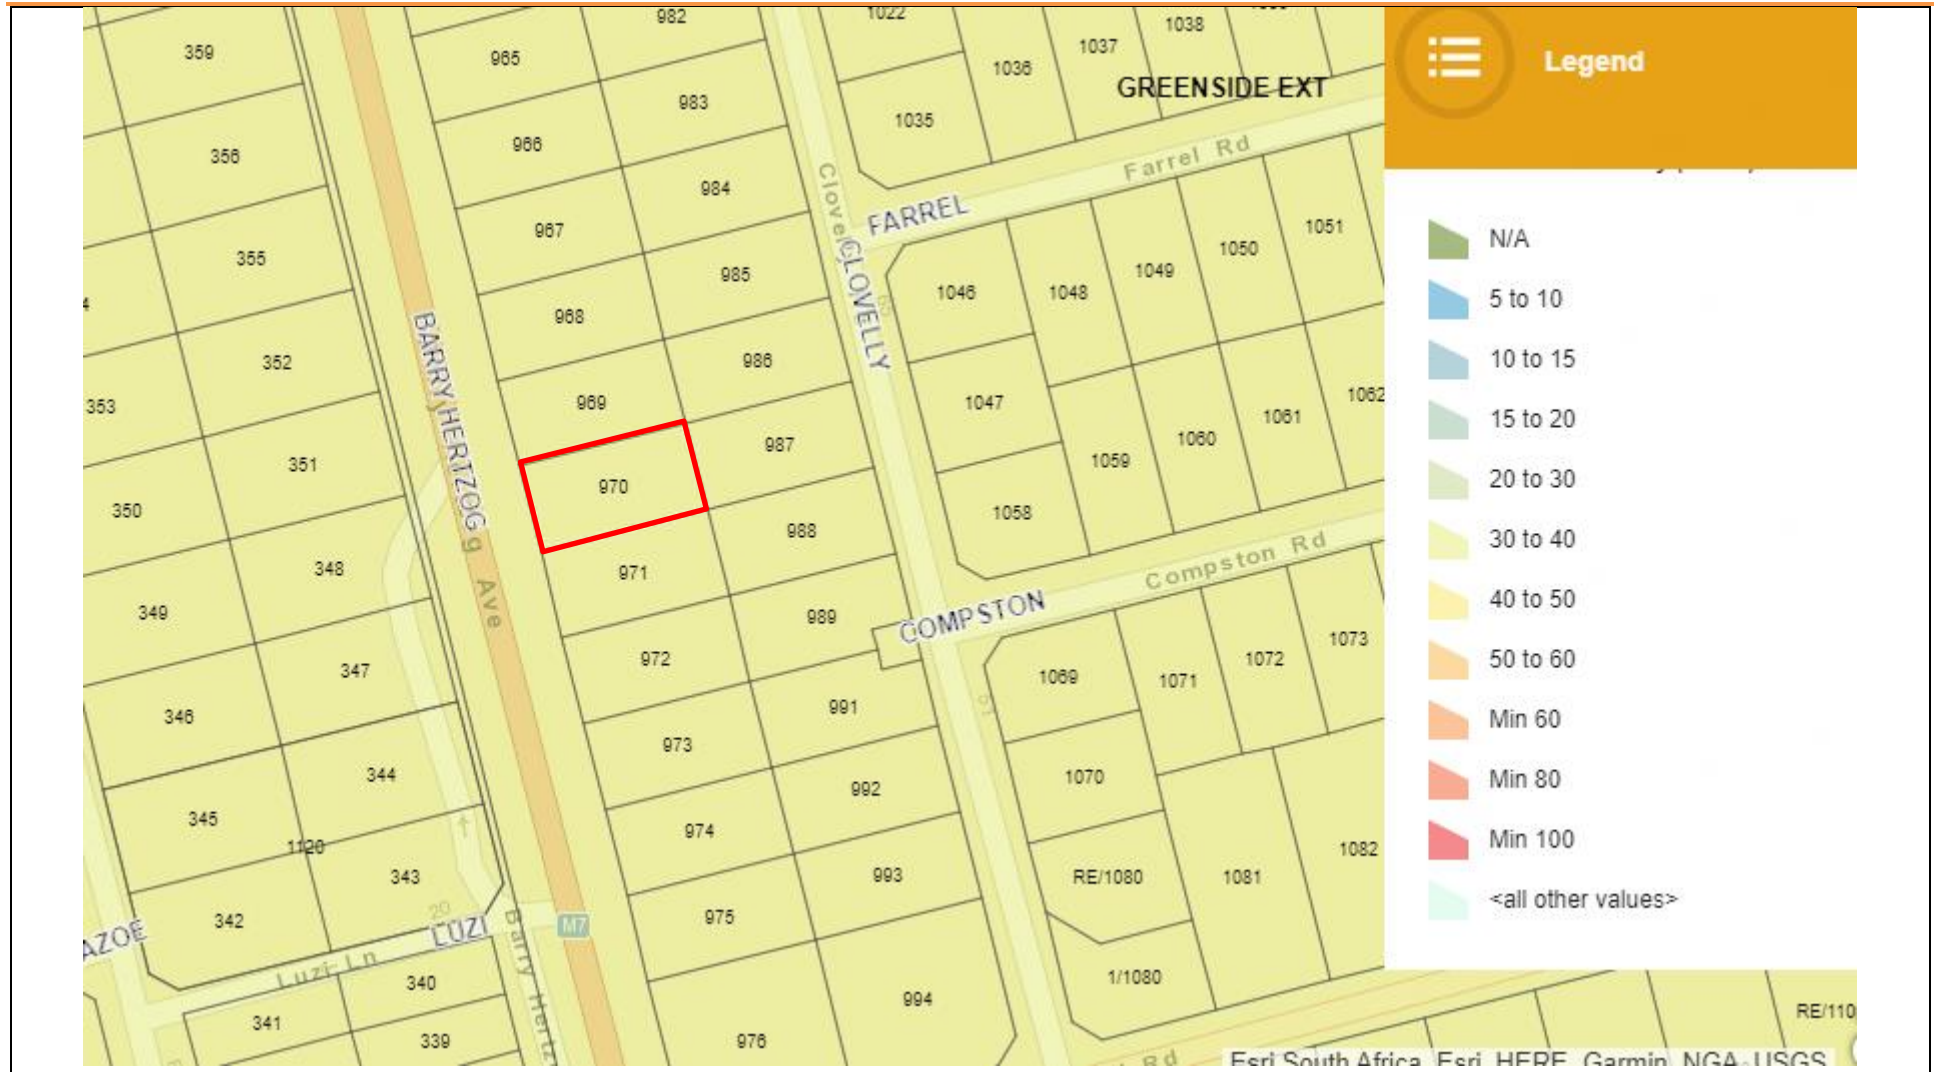 359
965
982
1022
1036
1037
1038
GREENSIDE EXT
Legend
983
1035
356
966
984
Farrel Rd
FARREL
Clovelly
CLOVELLY
N/A
355
967
985
1046
1048
1049
1050
1051
5 to 10
352
968
986
10 to 15
353
969
1047
1062
BARRY HERTZOG
g Ave
987
1061
15 to 20
351
970
1059
1060
20 to 30
350
988
1058
30 to 40
348
971
Compston Rd
COMPSTON
349
989
40 to 50
347
972
1069
1071
1072
1073
50 to 60
346
973
991
Min 60
344
992
1070
Min 80
345
974
1120
1082
Min 100
343
993
RE/1080
1081
342
975
20
LUZI
M7
<all other values>
AZOE
Luzi Ln
Barry Hertz
340
994
1/1080
341
339
976
RE/110
Rd
Esri South Africa, Esri, HERE, Garmin, NGA, USGS